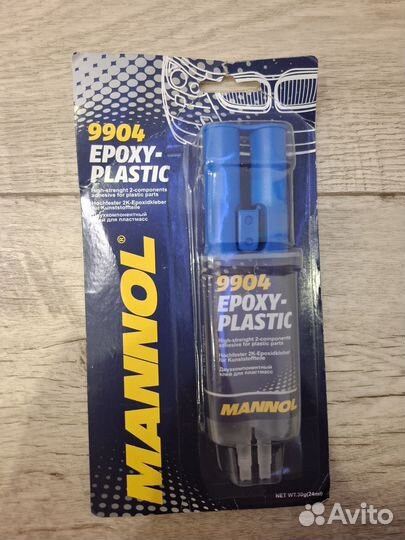 9904
EPOXY-
PLASTIC
High-strenght 2-components
adhesive for plastic parts
Hochfester 2K-Epoxidkleber
für Kunststoffteile
Двухкомпонентный
клей для пластмасс
MANNOL®
9904
EPOXY-
PLASTIC
High-strenght 2-components
adhesive for plastic parts
Hochfester 2K-Epoxidkleber
für Kunststoffteile
Двухкомпонентный
клей для пластмасс
MANNOL
NET WT.30g(24ml)
Avito